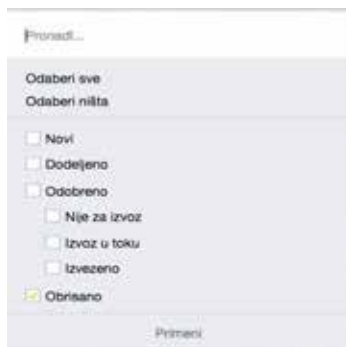 Pronađi...
Odaberi sve
Odaberi ništa
Novi
Dodeljeno
Odobreno
Nije za izvoz
Izvoz u toku
Izvezeno
Obrisano
Primeni